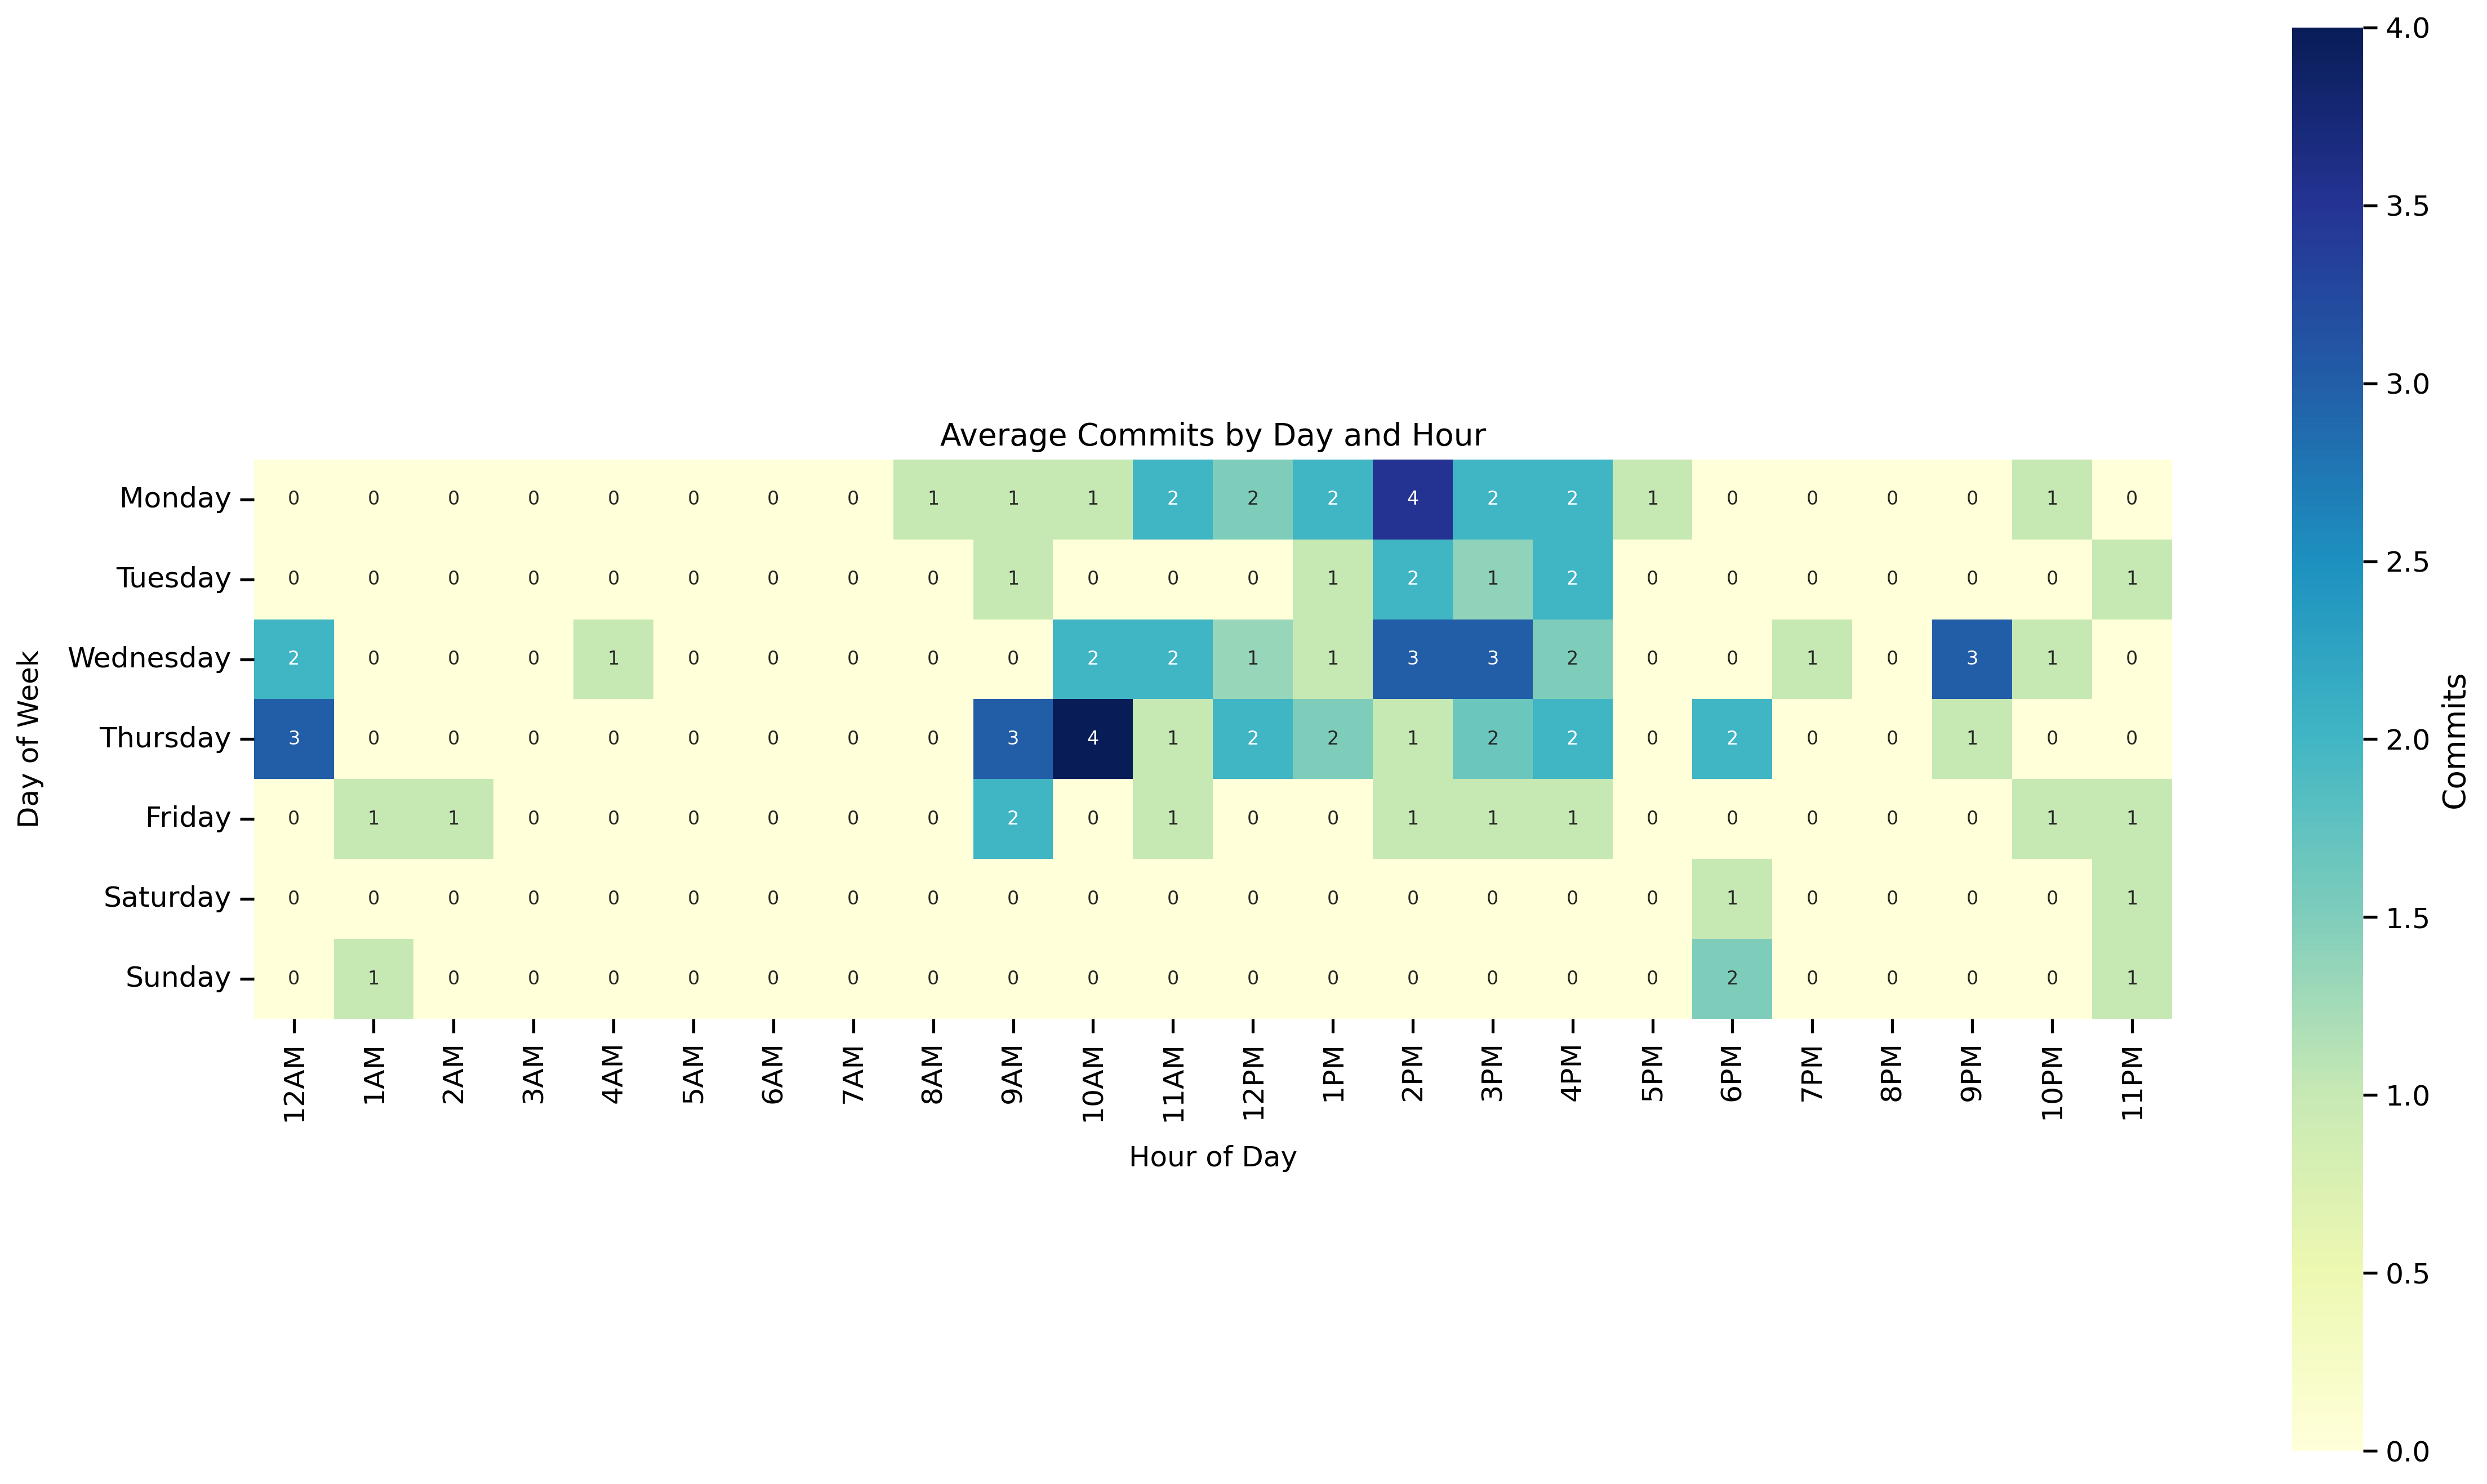 Average Commits by Day and Hour
Day of Week
Monday 0 0 0 0 0 0 0 0 1 1 1 2 2 2 4 2 2 1 0 0 0 0 1 0
Tuesday 0 0 0 0 0 0 0 0 0 1 0 0 0 1 2 1 2 0 0 0 0 0 0 1
Wednesday 2 0 0 0 1 0 0 0 0 0 2 2 1 1 3 3 2 0 0 1 0 3 1 0
Thursday 3 0 0 0 0 0 0 0 0 3 4 1 2 2 1 2 2 0 2 0 0 1 0 0
Friday 0 1 1 0 0 0 0 0 0 2 0 1 0 0 1 1 1 0 0 0 0 0 1 1
Saturday 0 0 0 0 0 0 0 0 0 0 0 0 0 0 0 0 0 0 1 0 0 0 0 1
Sunday 0 1 0 0 0 0 0 0 0 0 0 0 0 0 0 0 0 0 2 0 0 0 0 1
12AM 1AM 2AM 3AM 4AM 5AM 6AM 7AM 8AM 9AM 10AM 11AM 12PM 1PM 2PM 3PM 4PM 5PM 6PM 7PM 8PM 9PM 10PM 11PM
Hour of Day
4.0
3.5
3.0
2.5
2.0
1.5
1.0
0.5
0.0
Commits